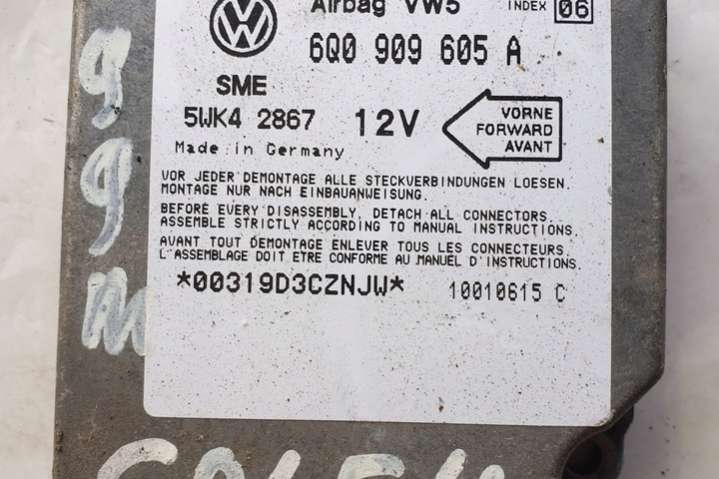 Airbag VW5 INDEX 06
6Q0 909 605 A
SME
5WK4 2867 12V
VORNE
FORWARD
AVANT
Made in Germany
VOR JEDER DEMONTAGE ALLE STECKVERBINDUNGEN LOESEN.
MONTAGE NUR NACH EINBAUANWEISUNG.
BEFORE EVERY DISASSEMBLY, DETACH ALL CONNECTORS.
ASSEMBLE STRICTLY ACCORDING TO MANUAL INSTRUCTIONS.
AVANT TOUT DEMONTAGE ENLEVER TOUS LES CONNECTEURS.
L'ASSEMBLAGE DOIT ETRE CONFORME AU MANUEL D'INSTRUCTIONS
*00319D3CZNJW* 10010615 C
99m